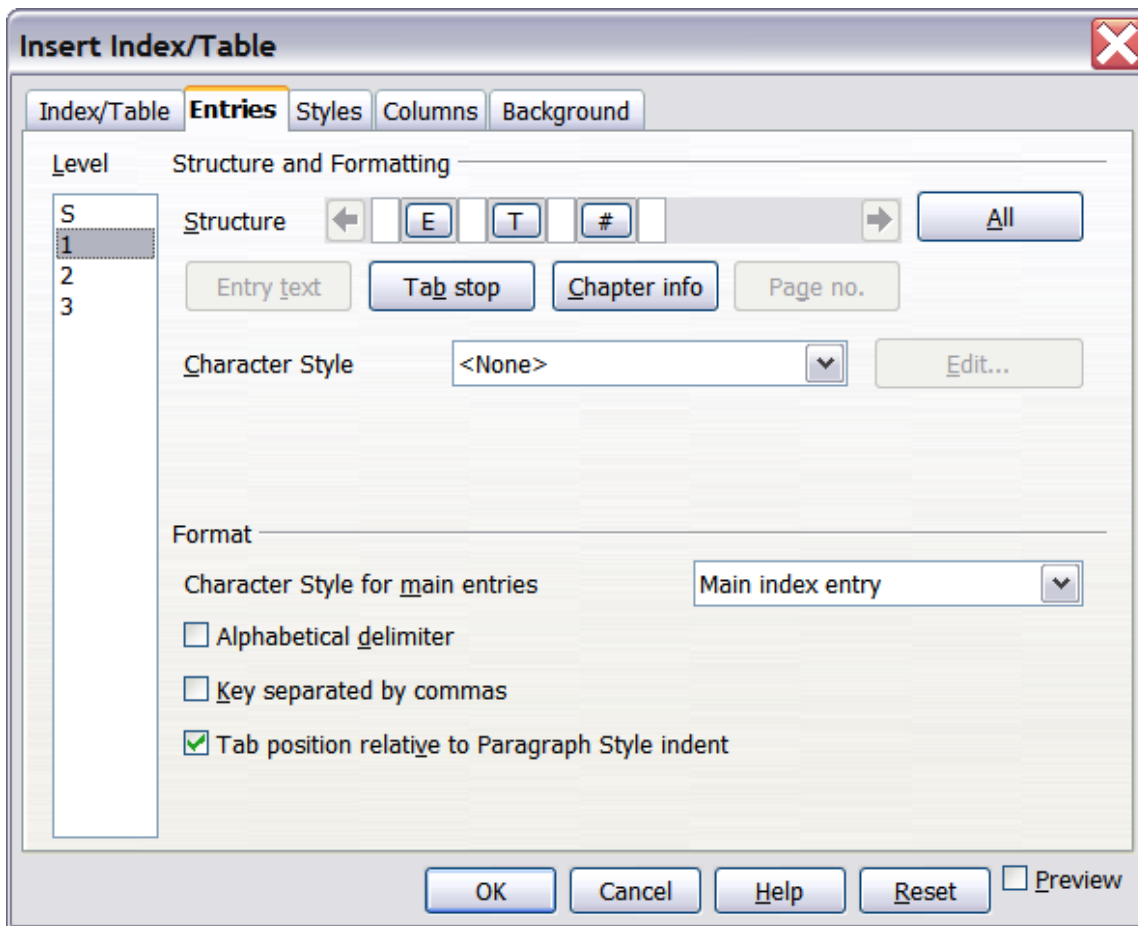 Insert Index/Table
Index/Table Entries Styles Columns Background
Level Structure and Formatting
S
1
2
3
Structure E T # All
Entry text Tab stop Chapter info Page no.
Character Style <None> Edit...
Format
Character Style for main entries Main index entry
Alphabetical delimiter
Key separated by commas
Tab position relative to Paragraph Style indent
OK Cancel Help Reset Preview